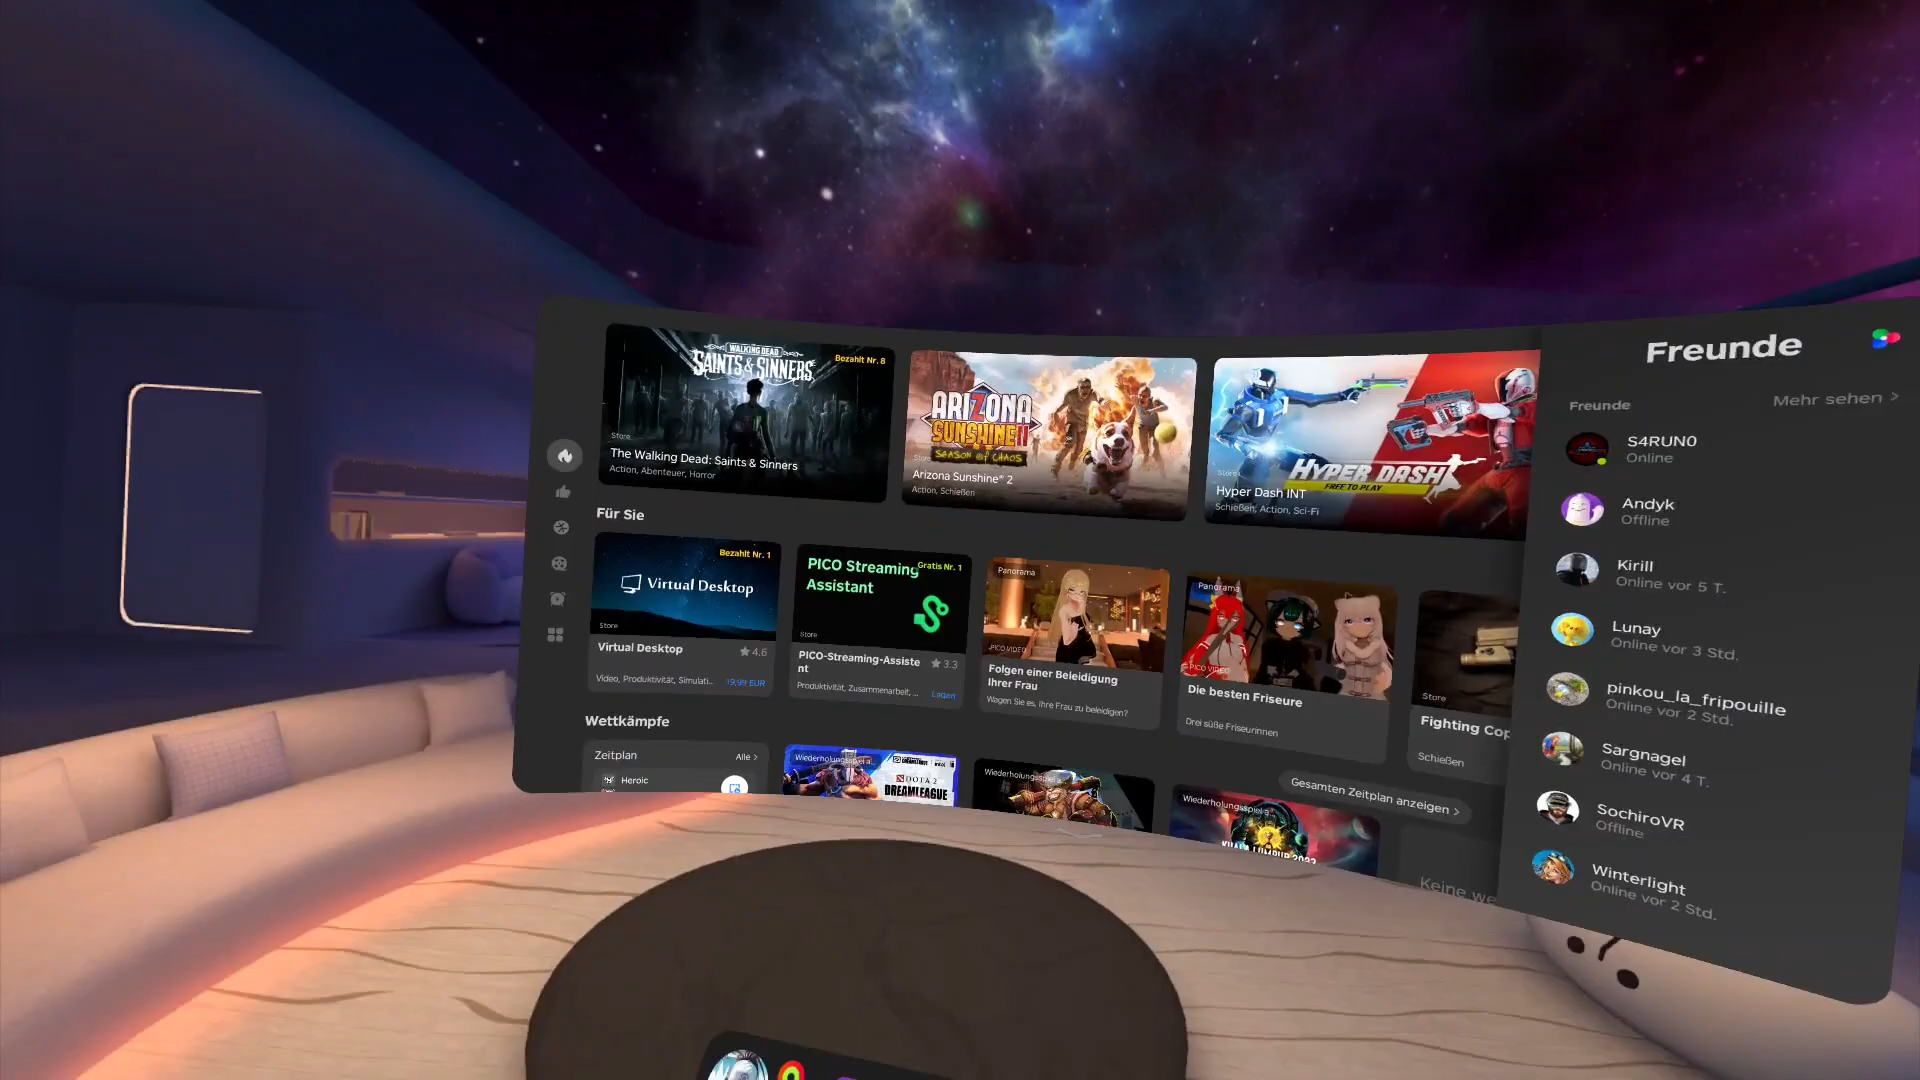 THE WALKING DEAD
SAINTS & SINNERS
Bezahlt Nr. 8
Store
The Walking Dead: Saints & Sinners
Action, Abenteuer, Horror
ARIZONA
SUNSHINE II
SEASON OF CHAOS
Store
Arizona Sunshine® 2
Action, Schießen
HYPER DASH
FREE TO PLAY
Store
Hyper Dash INT
Schießen, Action, Sci-Fi
Für Sie
Bezahlt Nr. 1
Virtual Desktop
Store
Virtual Desktop
4.6
Video, Produktivität, Simulati...
19,99 EUR
PICO Streaming
Assistant
Gratis Nr. 1
Store
PICO-Streaming-Assiste
nt
3.3
Produktivität, Zusammenarbeit, ...
Laden
Panorama
PICO VIDEO
Folgen einer Beleidigung
Ihrer Frau
Wagen Sie es, Ihre Frau zu beleidigen?
Panorama
PICO VIDEO
Die besten Friseure
Drei süße Friseurinnen
Store
Fighting Cop
Schießen
Wettkämpfe
Zeitplan
Alle >
Heroic
Wiederholungsspiel a...
DOTA 2
DREAMLEAGUE
Wiederholungsspiel a...
Wiederholungsspiel a...
KUALA LUMPUR 2023
Gesamten Zeitplan anzeigen >
Keine we
Freunde
Freunde
Mehr sehen >
S4RUN0
Online
Andyk
Offline
Kirill
Online vor 5 T.
Lunay
Online vor 3 Std.
pinkou_la_fripouille
Online vor 2 Std.
Sargnagel
Online vor 4 T.
SochiroVR
Offline
Winterlight
Online vor 2 Std.